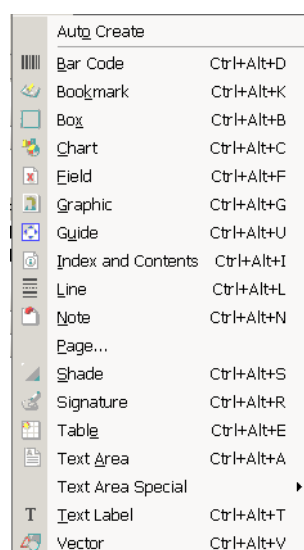 Auto Create
Bar Code Ctrl+Alt+D
Bookmark Ctrl+Alt+K
Box Ctrl+Alt+B
Chart Ctrl+Alt+C
Field Ctrl+Alt+F
Graphic Ctrl+Alt+G
Guide Ctrl+Alt+U
Index and Contents Ctrl+Alt+I
Line Ctrl+Alt+L
Note Ctrl+Alt+N
Page...
Shade Ctrl+Alt+S
Signature Ctrl+Alt+R
Table Ctrl+Alt+E
Text Area Ctrl+Alt+A
Text Area Special
T Text Label Ctrl+Alt+T
Vector Ctrl+Alt+V